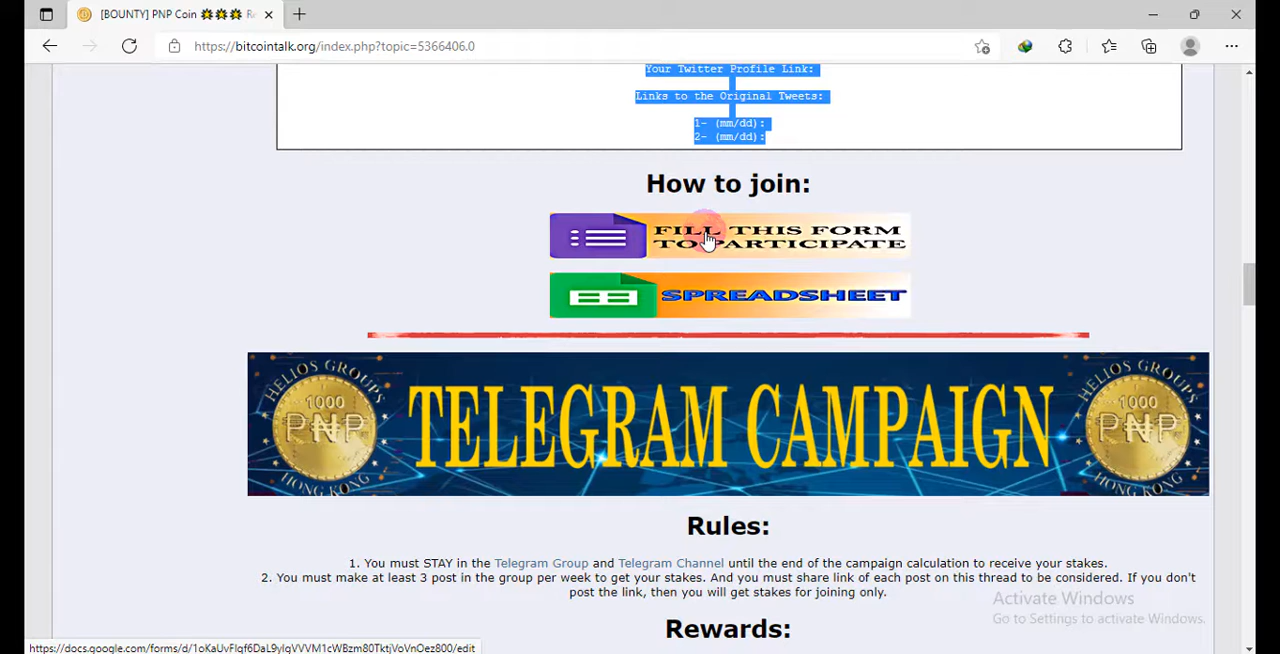 [BOUNTY] PNP Coin
https://bitcointalk.org/index.php?topic=5366406.0
Your Twitter Profile Link:
Links to the Original Tweets:
1- (mm/dd):
2- (mm/dd):
How to join:
FILL THIS FORM
TO PARTICIPATE
SPREADSHEET
HELIOS GROUPS
1000
PNP
HONG KONG
TELEGRAM CAMPAIGN
HELIOS GROUPS
1000
PNP
HONG KONG
Rules:
1. You must STAY in the Telegram Group and Telegram Channel until the end of the campaign calculation to receive your stakes.
2. You must make at least 3 post in the group per week to get your stakes. And you must share link of each post on this thread to be considered. If you don't
post the link, then you will get stakes for joining only.
Activate Windows
Go to Settings to activate Windows.
Rewards: